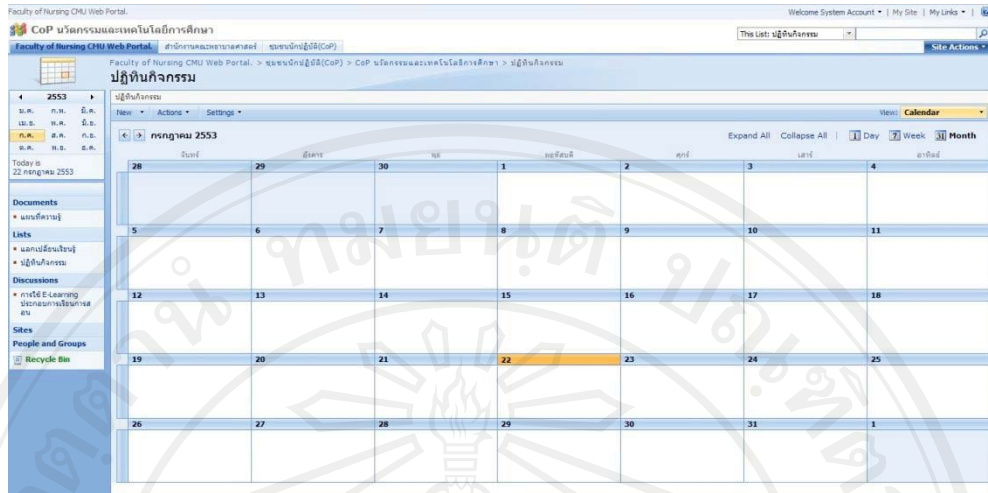 Faculty of Nursing CMU Web Portal.
Welcome System Account | My Site | My Links
CoP นวัตกรรมและเทคโนโลยีการศึกษา
This List: ปฏิทินกิจกรรม
Faculty of Nursing CMU Web Portal. สำนักงานคณะพยาบาลศาสตร์ ชุมชนนักปฏิบัติ(CoP)
Site Actions
Faculty of Nursing CMU Web Portal. > ชุมชนนักปฏิบัติ(CoP) > CoP นวัตกรรมและเทคโนโลยีการศึกษา > ปฏิทินกิจกรรม
ปฏิทินกิจกรรม
2553
ม.ค. ก.พ. มี.ค.
เม.ย. พ.ค. มิ.ย.
ก.ค. ส.ค. ก.ย.
ต.ค. พ.ย. ธ.ค.
Today is
22 กรกฎาคม 2553
Documents
แผนที่ความรู้
Lists
แลกเปลี่ยนเรียนรู้
ปฏิทินกิจกรรม
Discussions
การใช้ E-Learning
ประกอบการเรียนการส
อน
Sites
People and Groups
Recycle Bin
ปฏิทินกิจกรรม
New Actions Settings
View: Calendar
กรกฎาคม 2553
Expand All Collapse All 1 Day 7 Week 31 Month
จันทร์ อังคาร พุธ พฤหัสบดี ศุกร์ เสาร์ อาทิตย์
28 29 30 1 2 3 4
5 6 7 8 9 10 11
12 13 14 15 16 17 18
19 20 21 22 23 24 25
26 27 28 29 30 31 1